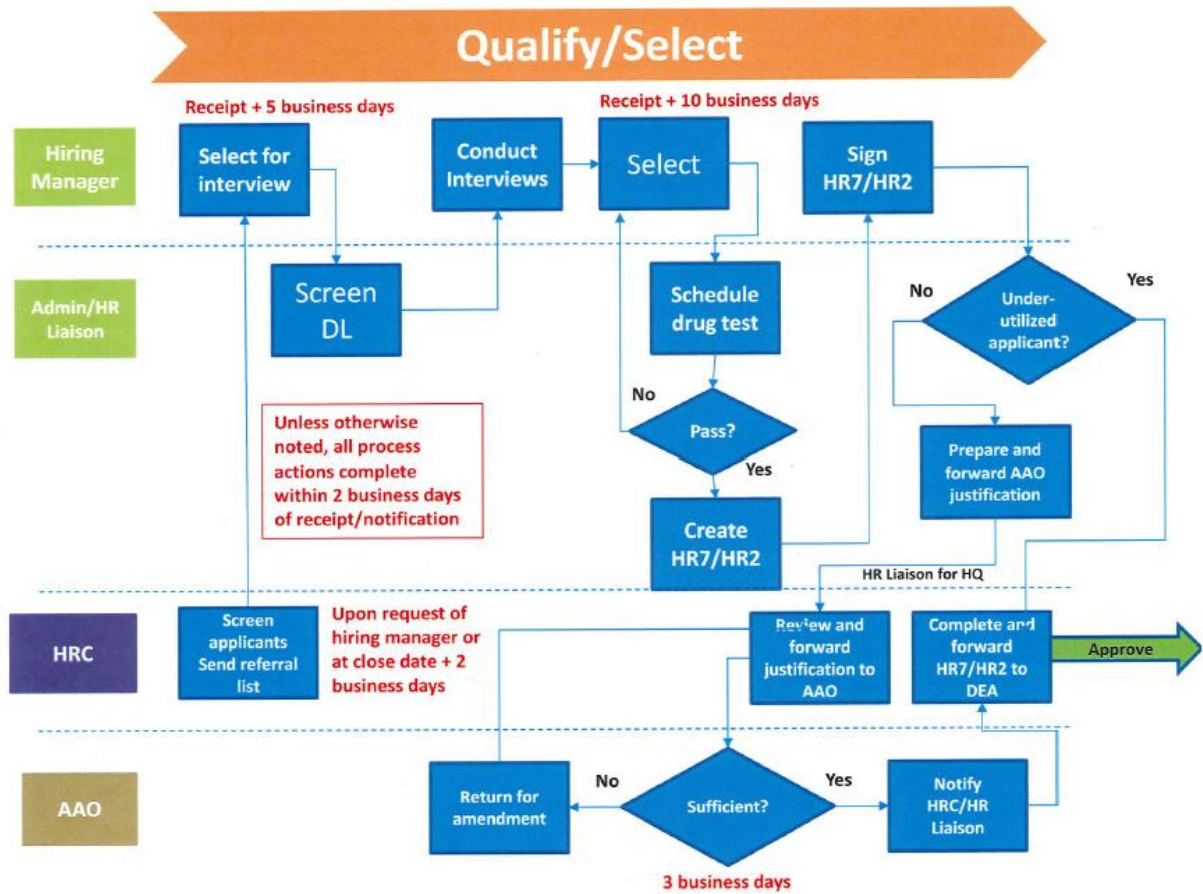 Qualify/Select
Receipt + 5 business days
Receipt + 10 business days
Hiring
Manager
Select for
interview
Conduct
Interviews
Select
Sign
HR7/HR2
Admin/HR
Liaison
Screen
DL
Schedule
drug test
No
Under-
utilized
applicant?
Yes
No
Pass?
Yes
Unless otherwise
noted, all process
actions complete
within 2 business days
of receipt/notification
Prepare and
forward AAO
justification
Create
HR7/HR2
HR Liaison for HQ
HRC
Screen
applicants
Send referral
list
Upon request of
hiring manager or
at close date + 2
business days
Review and
forward
justification to
AAO
Complete and
forward
HR7/HR2 to
DEA
Approve
AAO
Return for
amendment
No
Sufficient?
Yes
Notify
HRC/HR
Liaison
3 business days